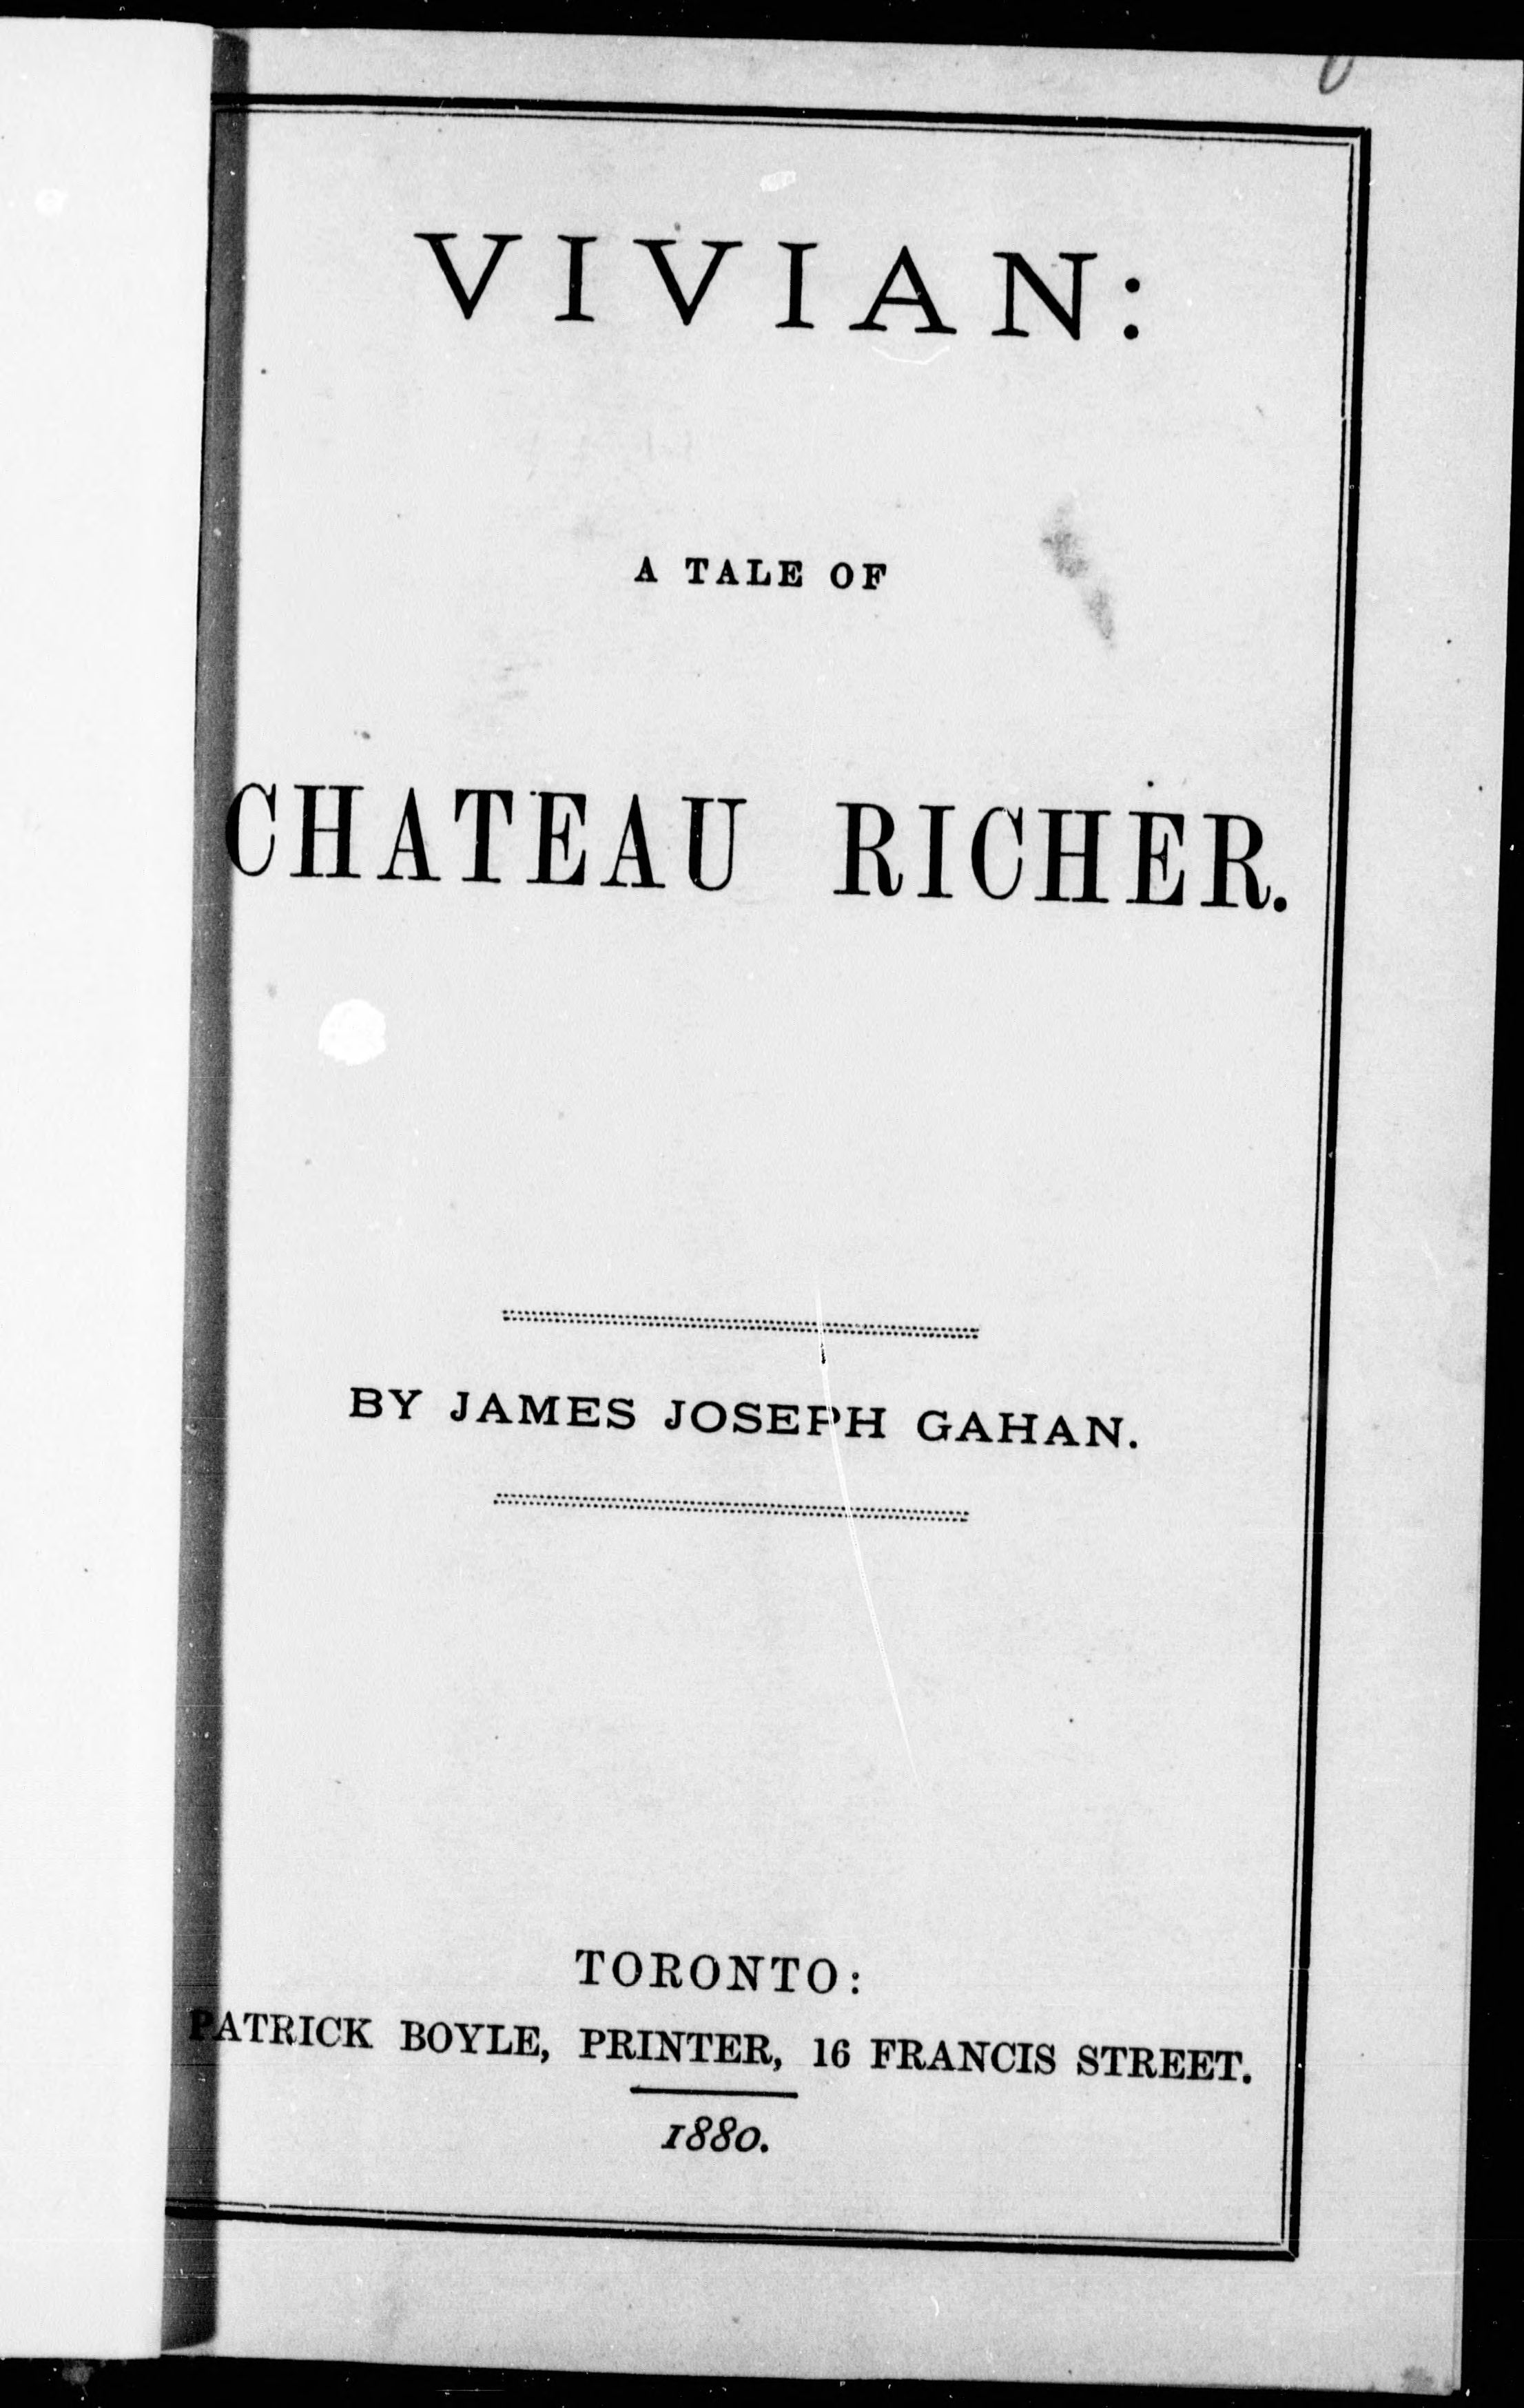 VIVIAN:
A TALE OF
CHATEAU RICHER.
BY JAMES JOSEPH GAHAN.
TORONTO:
PATRICK BOYLE, PRINTER, 16 FRANCIS STREET.
1880.